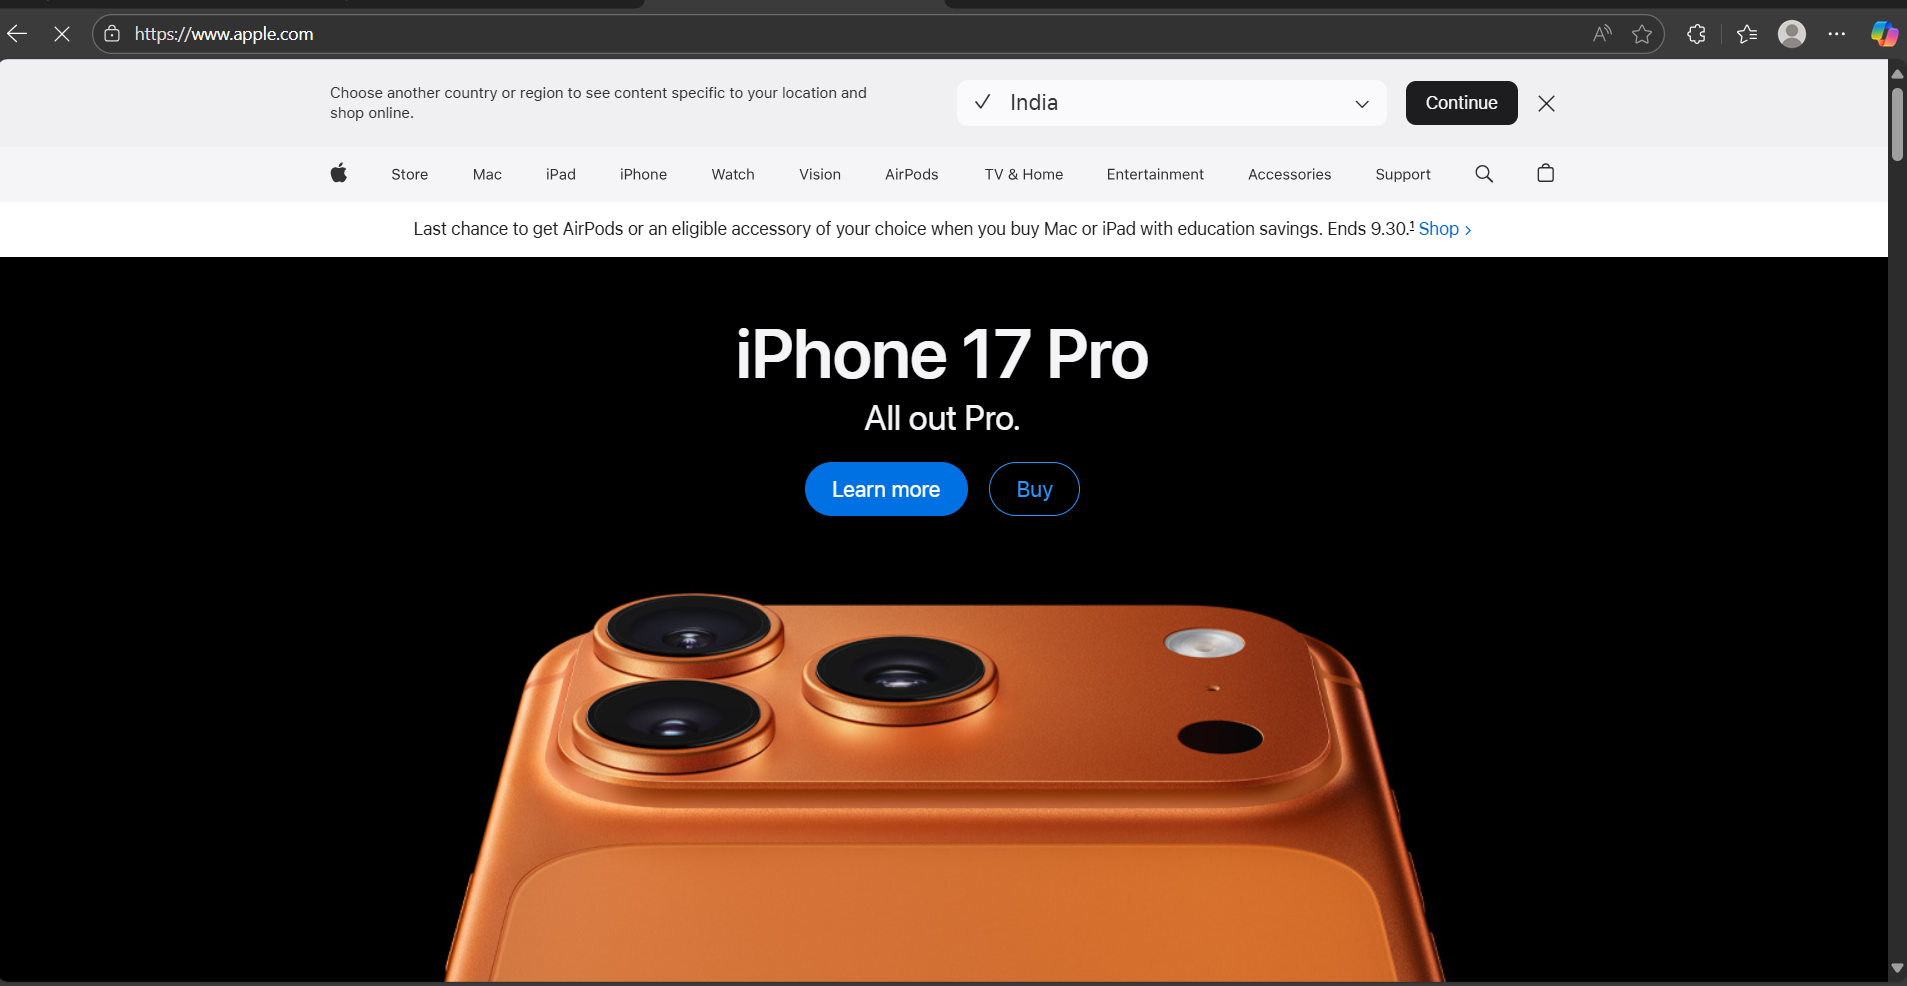 https://www.apple.com
Choose another country or region to see content specific to your location and
shop online.
India
Continue
Store Mac iPad iPhone Watch Vision AirPods TV & Home Entertainment Accessories Support
Last chance to get AirPods or an eligible accessory of your choice when you buy Mac or iPad with education savings. Ends 9.30.¹ Shop >
iPhone 17 Pro
All out Pro.
Learn more Buy